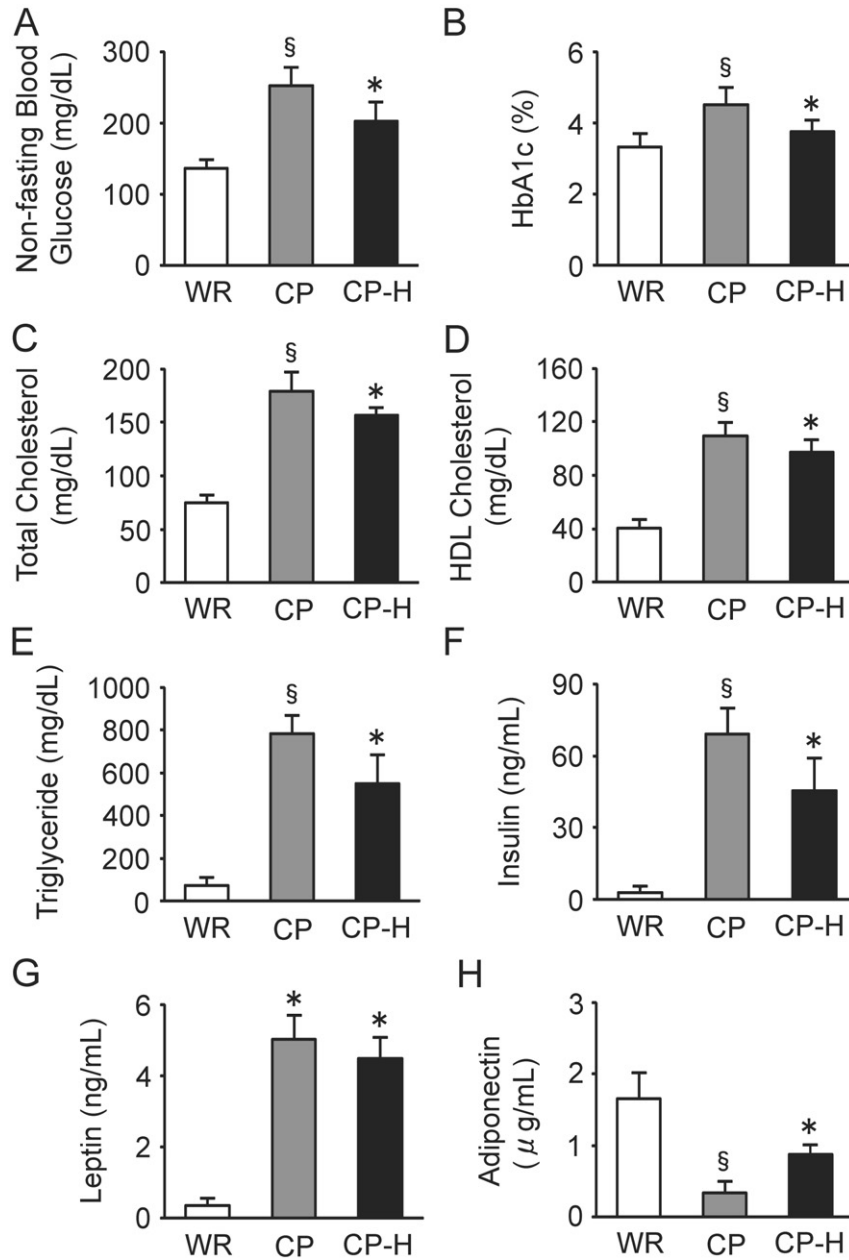 A
Non-fasting Blood
Glucose (mg/dL)
300
200
100
0
§
*
WR CP CP-H
B
HbA1c (%)
6
4
2
0
§
*
WR CP CP-H
C
Total Cholesterol
(mg/dL)
200
150
100
50
0
§
*
WR CP CP-H
D
HDL Cholesterol
(mg/dL)
160
120
80
40
0
§
*
WR CP CP-H
E
Triglyceride (mg/dL)
1000
800
600
400
200
0
§
*
WR CP CP-H
F
Insulin (ng/mL)
90
60
30
0
§
*
WR CP CP-H
G
Leptin (ng/mL)
6
4
2
0
*
*
WR CP CP-H
H
Adiponectin
(μg/mL)
3
2
1
0
§
*
WR CP CP-H